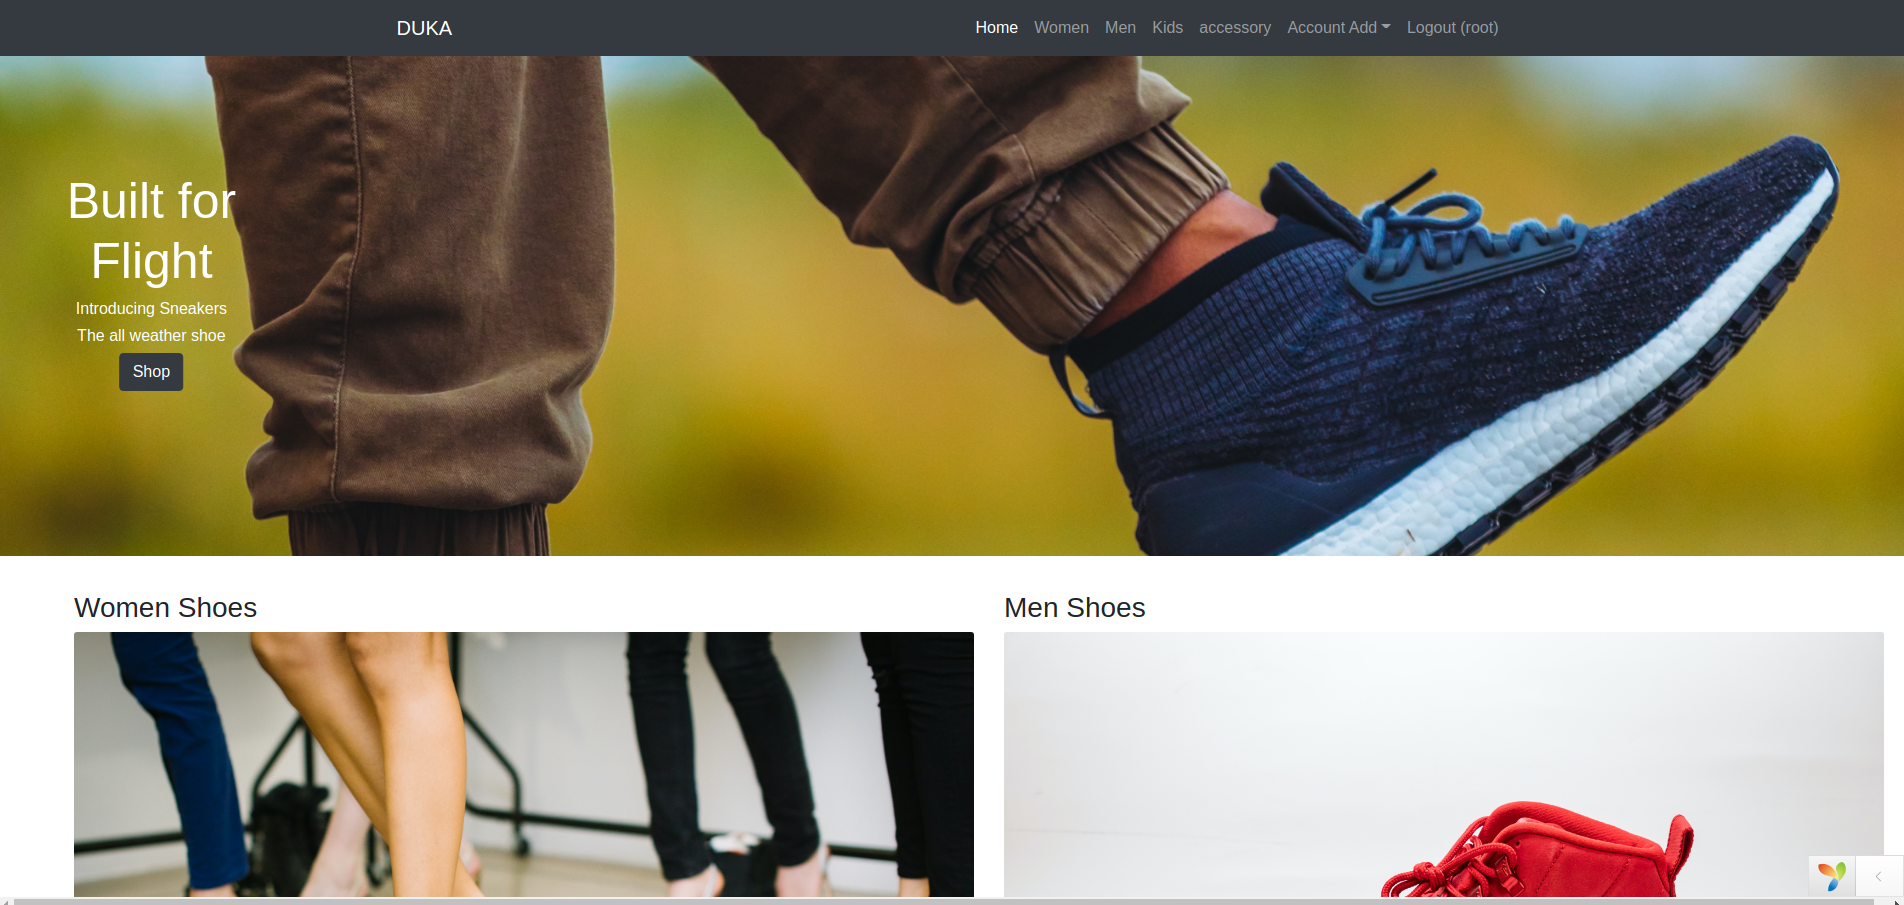 DUKA
Home Women Men Kids accessory Account Add Logout (root)
Built for
Flight
Introducing Sneakers
The all weather shoe
Shop
Women Shoes
Men Shoes